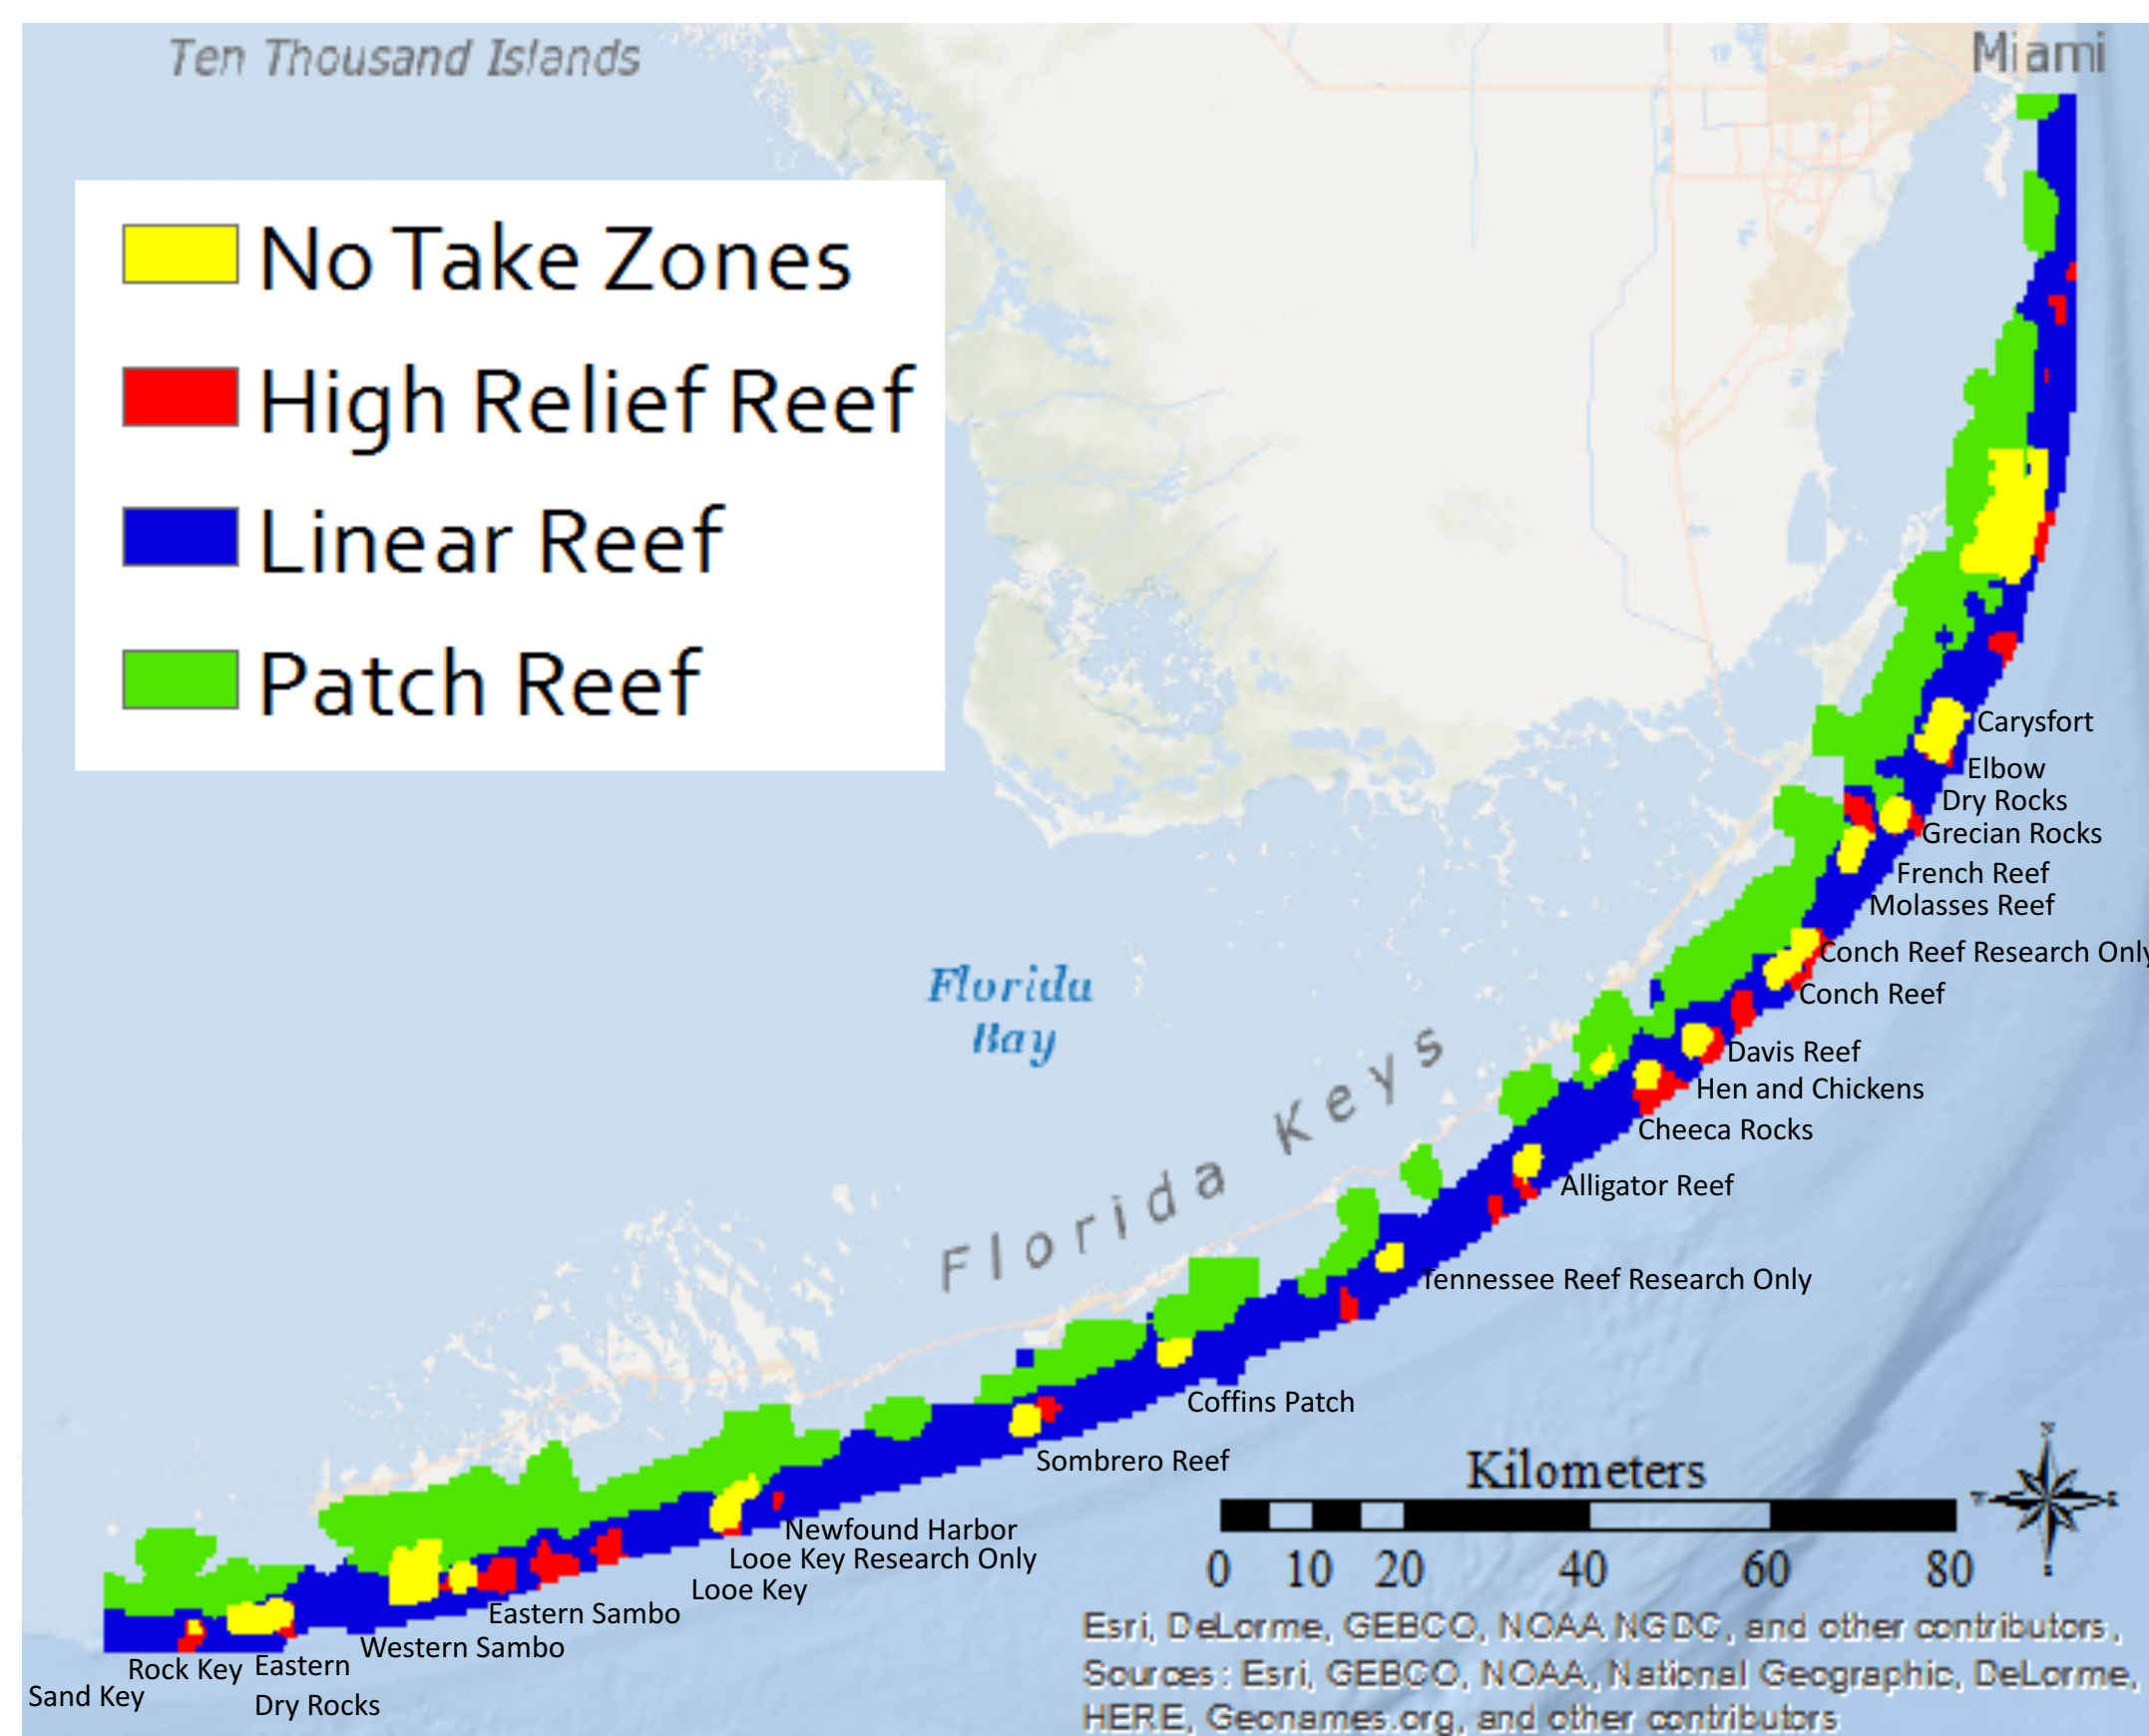 Ten Thousand Islands
Miami
No Take Zones
High Relief Reef
Linear Reef
Patch Reef
Carysfort
Elbow
Dry Rocks
Grecian Rocks
French Reef
Molasses Reef
Conch Reef Research Only
Conch Reef
Florida
Bay
Davis Reef
Hen and Chickens
Cheeca Rocks
Florida Keys
Alligator Reef
Tennessee Reef Research Only
Coffins Patch
Sombrero Reef
Newfound Harbor
Looe Key Research Only
Looe Key
Eastern Sambo
Western Sambo
Rock Key
Eastern
Dry Rocks
Sand Key
Kilometers
0 10 20 40 60 80
Esri, DeLorme, GEBCO, NOAA NGDC, and other contributors,
Sources: Esri, GEBCO, NOAA, National Geographic, DeLorme,
HERE, Geonames.org, and other contributors